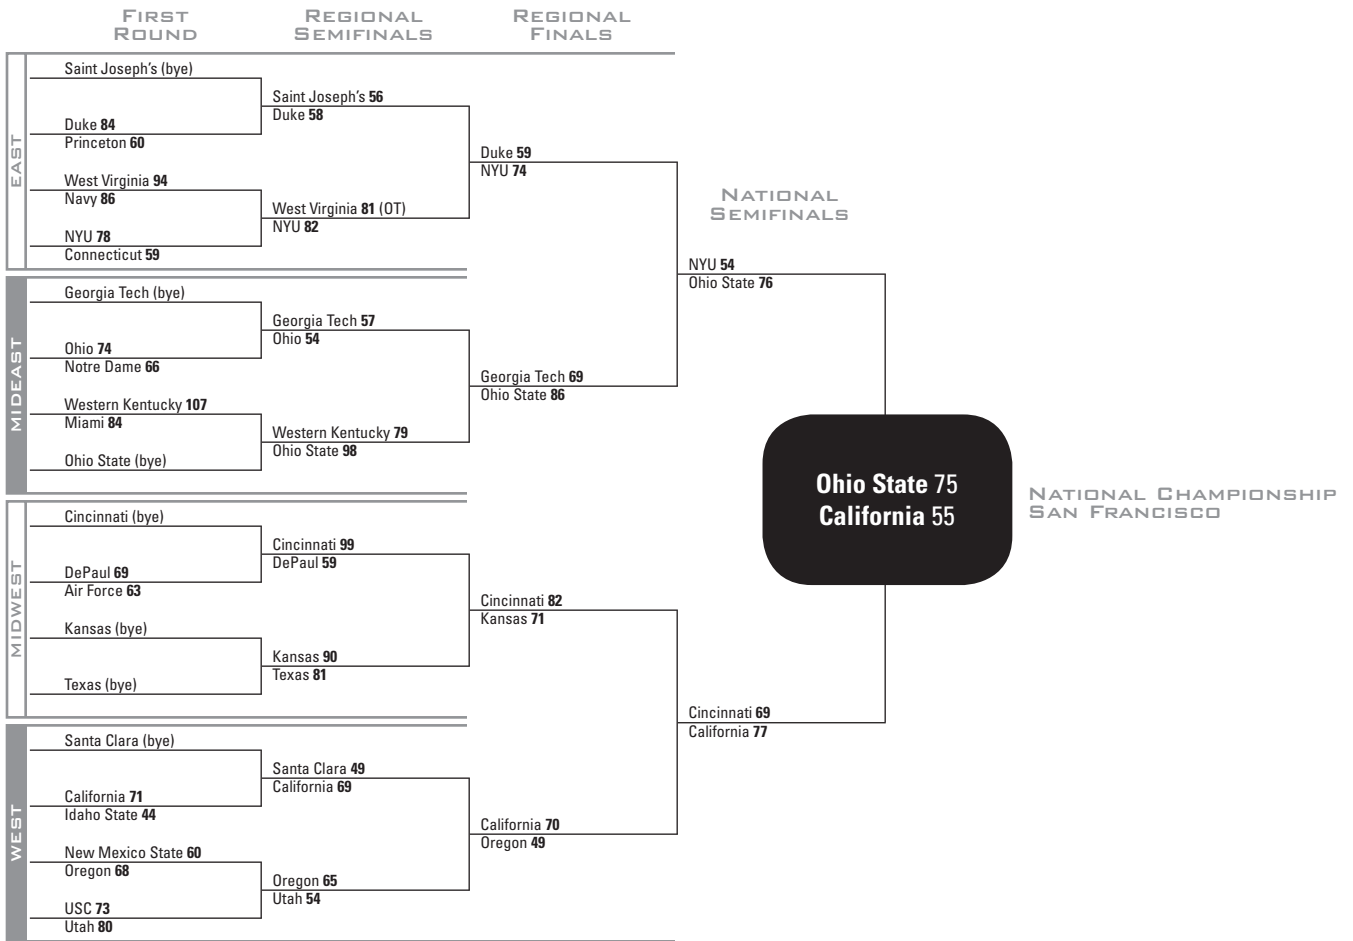 FIRST
ROUND
REGIONAL
SEMIFINALS
REGIONAL
FINALS
EAST
Saint Joseph's (bye)
Duke 84
Princeton 60
West Virginia 94
Navy 86
NYU 78
Connecticut 59
Saint Joseph's 56
Duke 58
West Virginia 81 (OT)
NYU 82
Duke 59
NYU 74
MIDEAST
Georgia Tech (bye)
Ohio 74
Notre Dame 66
Western Kentucky 107
Miami 84
Ohio State (bye)
Georgia Tech 57
Ohio 54
Western Kentucky 79
Ohio State 98
Georgia Tech 69
Ohio State 86
MIDWEST
Cincinnati (bye)
DePaul 69
Air Force 63
Kansas (bye)
Texas (bye)
Cincinnati 99
DePaul 59
Kansas 90
Texas 81
Cincinnati 82
Kansas 71
WEST
Santa Clara (bye)
California 71
Idaho State 44
New Mexico State 60
Oregon 68
USC 73
Utah 80
Santa Clara 49
California 69
Oregon 65
Utah 54
California 70
Oregon 49
NATIONAL
SEMIFINALS
NYU 54
Ohio State 76
Cincinnati 69
California 77
Ohio State 75
California 55
NATIONAL CHAMPIONSHIP
SAN FRANCISCO